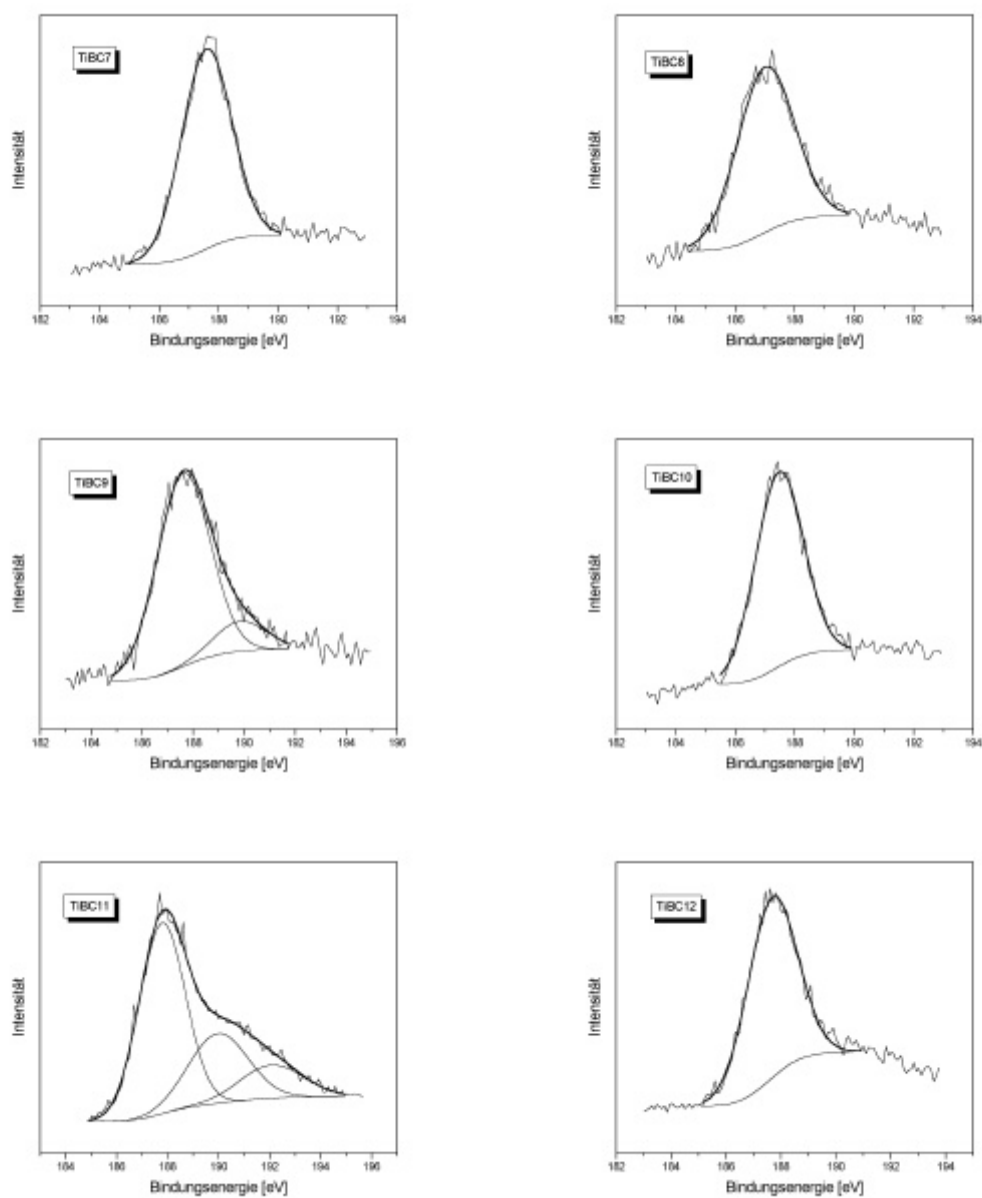 TiBC7
Intensität
182 184 186 188 190 192 194
Bindungsenergie [eV]
TiBC8
Intensität
182 184 186 188 190 192 194
Bindungsenergie [eV]
TiBC9
Intensität
182 184 186 188 190 192 194 196
Bindungsenergie [eV]
TiBC10
Intensität
182 184 186 188 190 192 194
Bindungsenergie [eV]
TiBC11
Intensität
184 186 188 190 192 194 196
Bindungsenergie [eV]
TiBC12
Intensität
182 184 186 188 190 192 194
Bindungsenergie [eV]